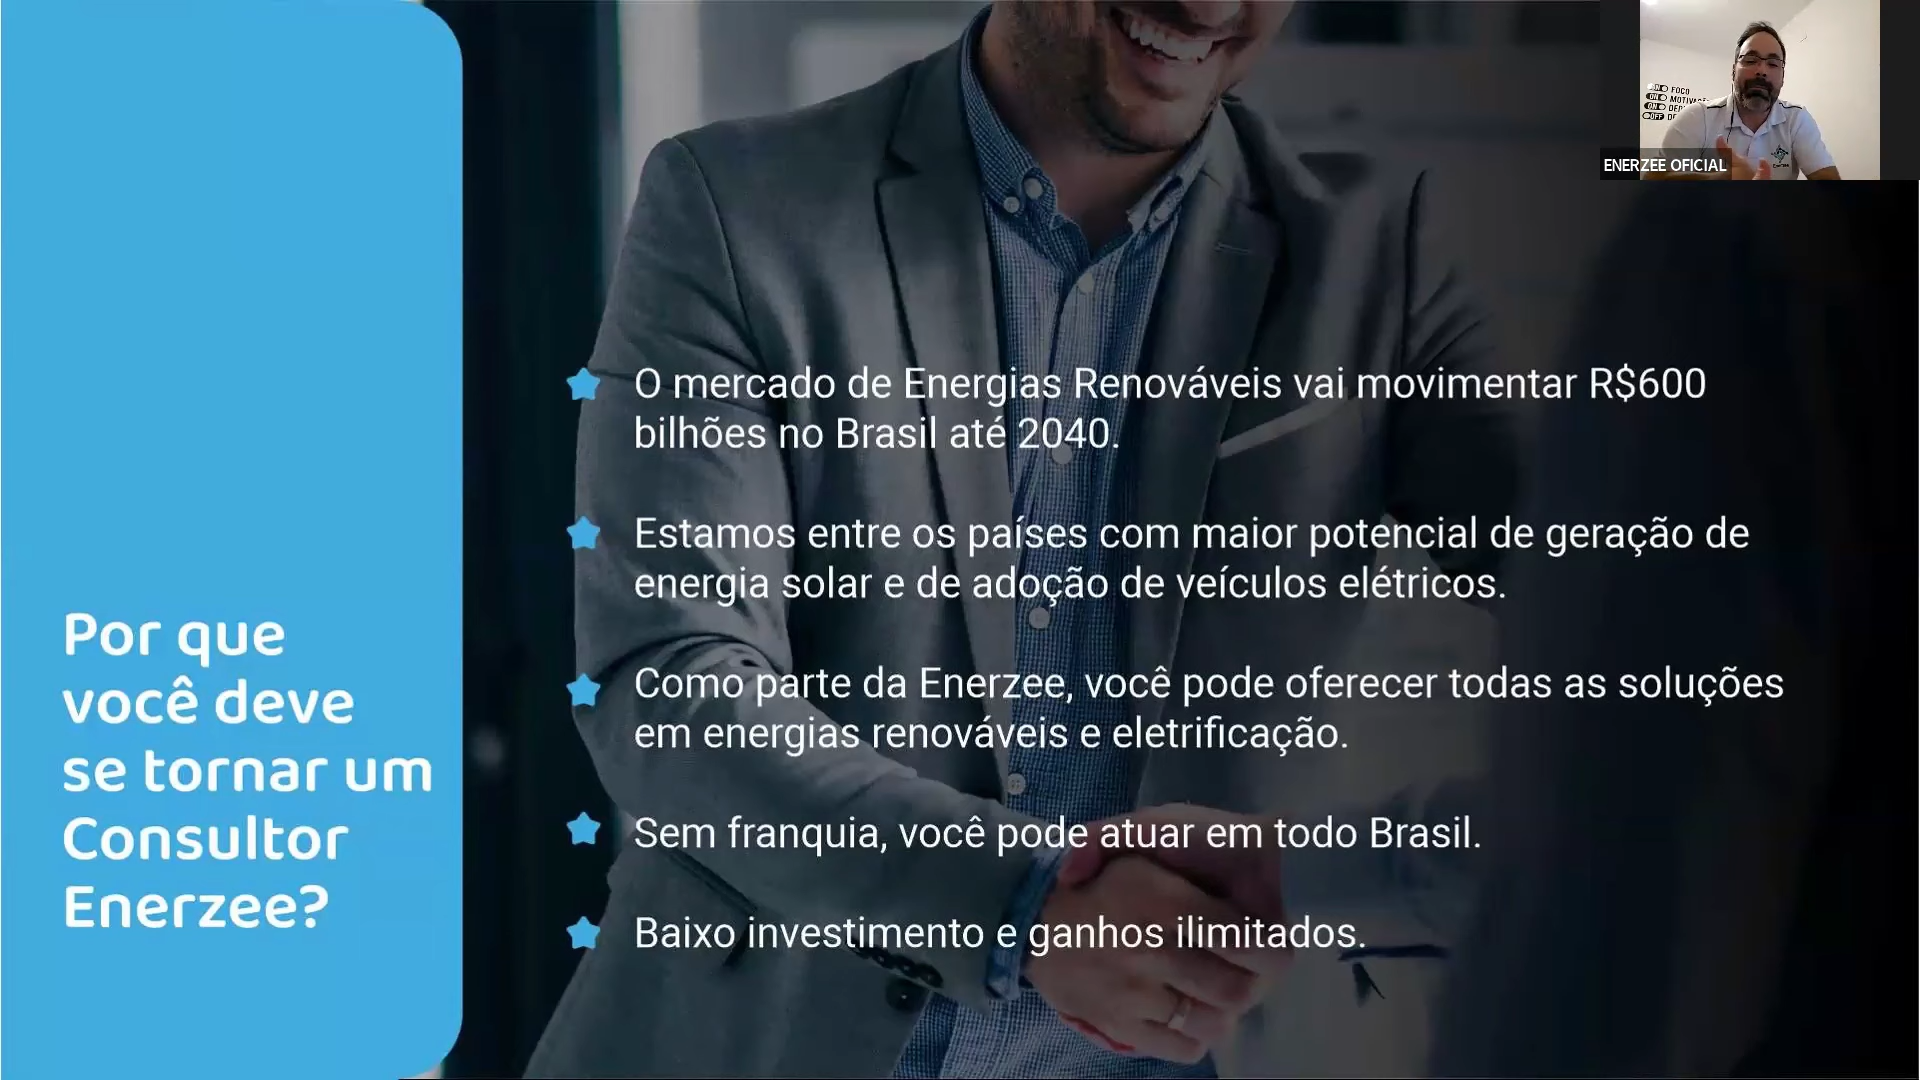 Por que
você deve
se tornar um
Consultor
Enerzee?
O mercado de Energias Renováveis vai movimentar R$600
bilhões no Brasil até 2040.
Estamos entre os países com maior potencial de geração de
energia solar e de adoção de veículos elétricos.
Como parte da Enerzee, você pode oferecer todas as soluções
em energias renováveis e eletrificação.
Sem franquia, você pode atuar em todo Brasil.
Baixo investimento e ganhos ilimitados.
FOCO
ENERZEE OFICIAL